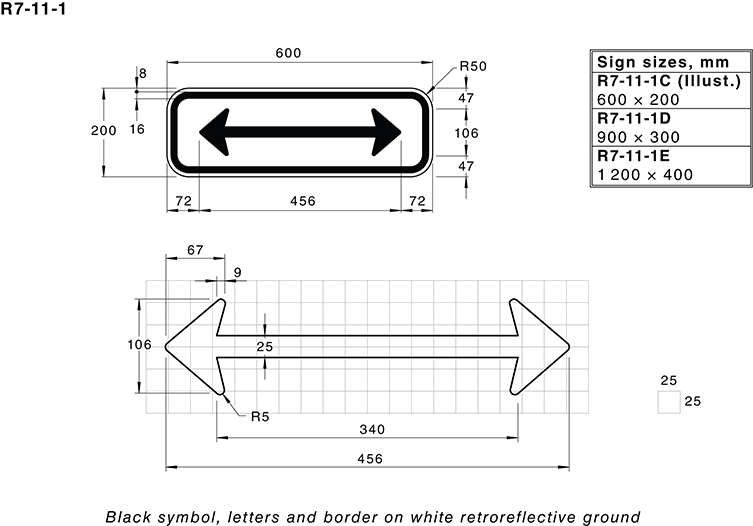 R7-11-1
600
R50
8
47
200
16
106
47
72
456
72
Sign sizes, mm
R7-11-1C (Illust.)
600 × 200
R7-11-1D
900 × 300
R7-11-1E
1 200 × 400
67
9
106
25
R5
340
456
25
25
Black symbol, letters and border on white retroreflective ground